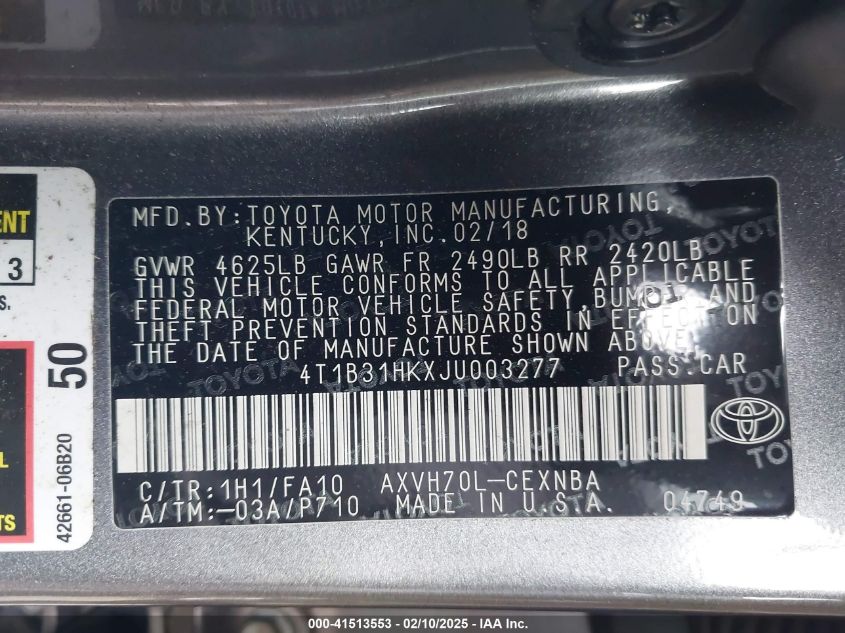 MFD.BY:TOYOTA MOTOR MANUFACTURING,
KENTUCKY,INC.02/18
GVWR 4625LB GAWR FR 2490LB RR 2420LB
THIS VEHICLE CONFORMS TO ALL APPLICABLE
FEDERAL MOTOR VEHICLE SAFETY,BUMPER AND
THEFT PREVENTION STANDARDS IN EFFECT ON
THE DATE OF MANUFACTURE SHOWN ABOVE.
4T1B31HKXJU003277 PASS.CAR
C/TR:1H1/FA10 AXVH70L-CEXNBA
A/TM:-03A/P710 MADE IN U.S.A. 04749
3
50
42661-06B20
000-41513553 / 02/10/2025 / IAA Inc.